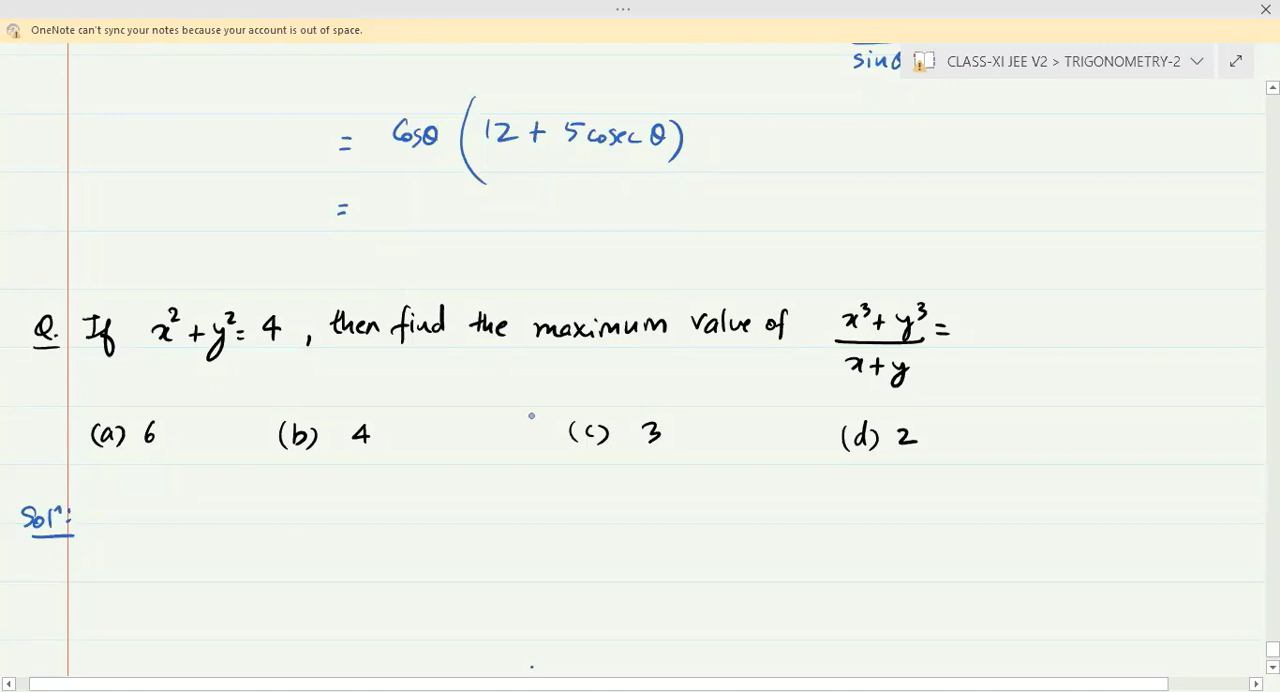 ...
OneNote can't sync your notes because your account is out of space.
sinθ
CLASS-XI JEE V2 > TRIGONOMETRY-2
= Cosθ (12 + 5cosec θ)
=
Q. If x² + y² = 4 , then find the maximum value of x³ + y³ / x + y =
(a) 6 (b) 4 (c) 3 (d) 2
Solⁿ: